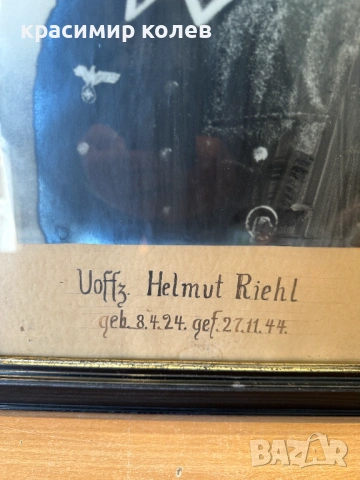 красимир колев
Uoffz. Helmut Riehl
geb. 8.4.24. gef. 27.11.44.
BAZAR